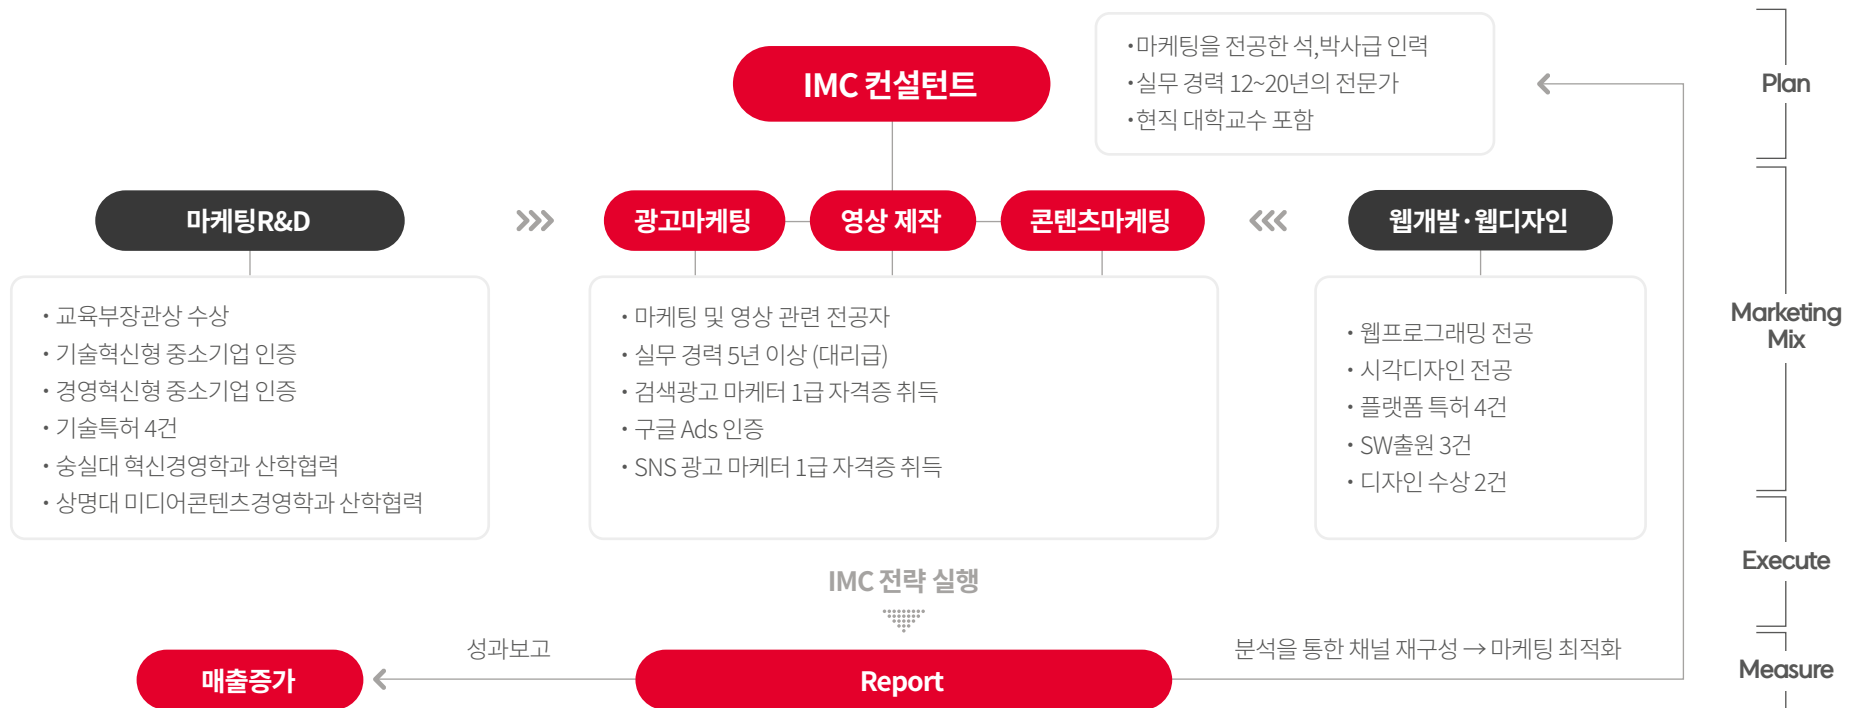 IMC 컨설턴트
・마케팅을 전공한 석,박사급 인력
・실무 경력 12~20년의 전문가
・현직 대학교수 포함
Plan
마케팅R&D
광고마케팅
영상 제작
콘텐츠마케팅
웹개발·웹디자인
・교육부장관상 수상
・기술혁신형 중소기업 인증
・경영혁신형 중소기업 인증
・기술특허 4건
・숭실대 혁신경영학과 산학협력
・상명대 미디어콘텐츠경영학과 산학협력
・마케팅 및 영상 관련 전공자
・실무 경력 5년 이상 (대리급)
・검색광고 마케터 1급 자격증 취득
・구글 Ads 인증
・SNS 광고 마케터 1급 자격증 취득
・웹프로그래밍 전공
・시각디자인 전공
・플랫폼 특허 4건
・SW출원 3건
・디자인 수상 2건
Marketing
Mix
IMC 전략 실행
Execute
매출증가
성과보고
Report
분석을 통한 채널 재구성 → 마케팅 최적화
Measure